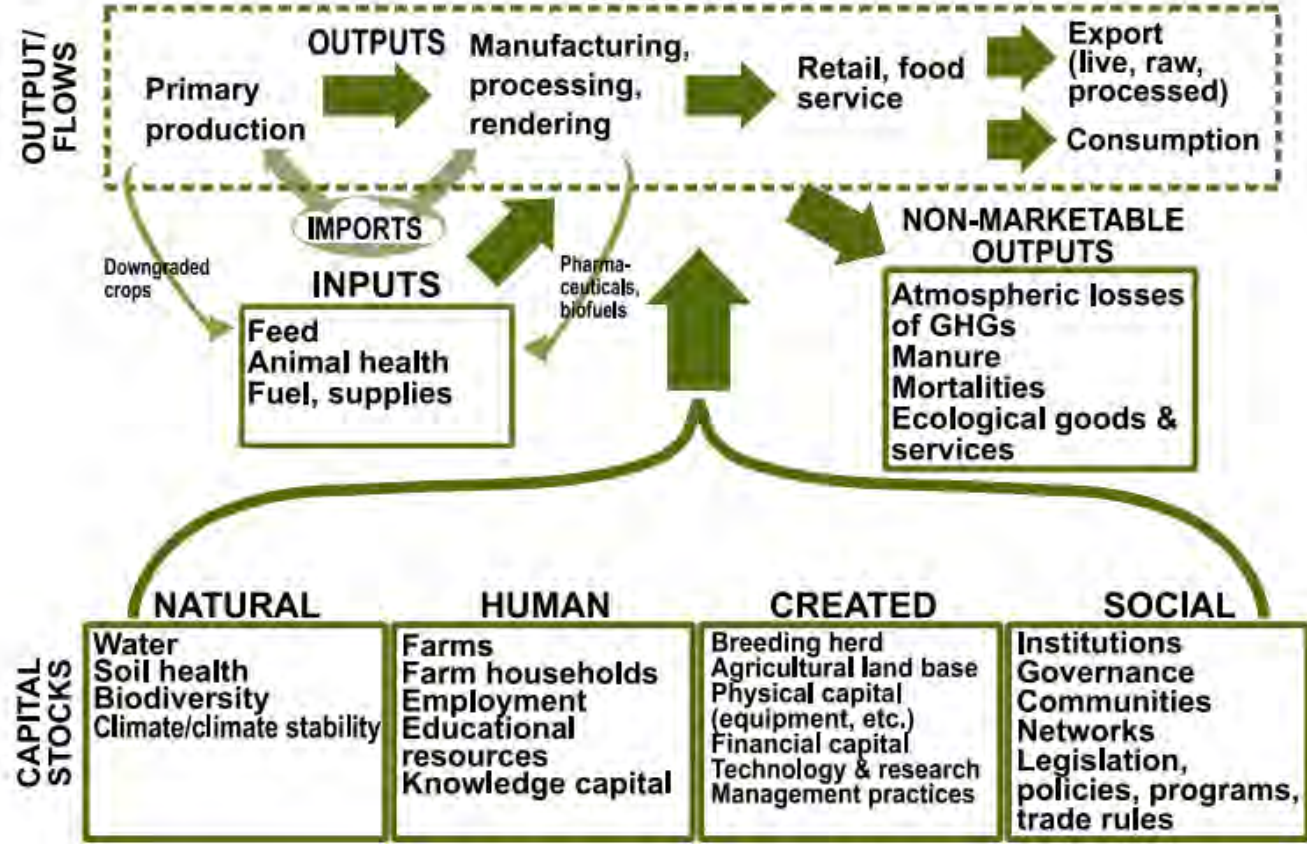 OUTPUT/
FLOWS
OUTPUTS
Primary
production
Manufacturing,
processing,
rendering
Retail, food
service
Export
(live, raw,
processed)
Consumption
IMPORTS
Downgraded
crops
INPUTS
Feed
Animal health
Fuel, supplies
Pharma-
ceuticals,
biofuels
NON-MARKETABLE
OUTPUTS
Atmospheric losses
of GHGs
Manure
Mortalities
Ecological goods &
services
CAPITAL
STOCKS
NATURAL
Water
Soil health
Biodiversity
Climate/climate stability
HUMAN
Farms
Farm households
Employment
Educational
resources
Knowledge capital
CREATED
Breeding herd
Agricultural land base
Physical capital
(equipment, etc.)
Financial capital
Technology & research
Management practices
SOCIAL
Institutions
Governance
Communities
Networks
Legislation,
policies, programs,
trade rules